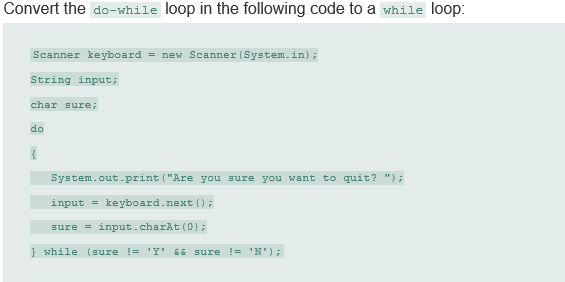 Convert the do-while loop in the following code to a while loop:
Scanner keyboard = new Scanner(System.in);
String input;
char sure;
do
{
System.out.print("Are you sure you want to quit? ");
input = keyboard.next();
sure = input.charAt(0);
} while (sure != 'Y' && sure != 'N');